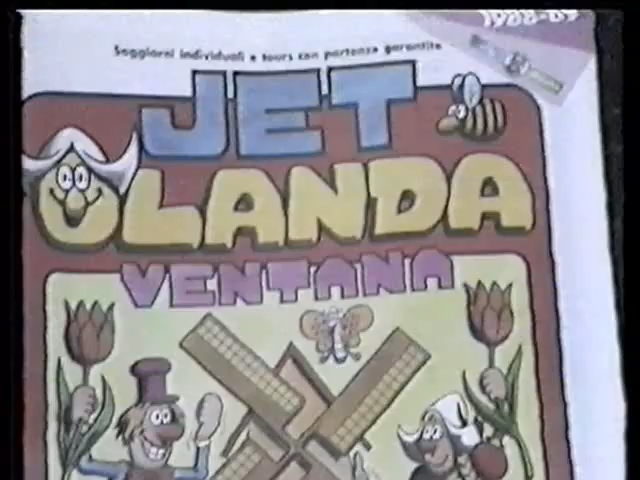 1988-89
Soggiorni individuali e tours con partenze garantite
JET
OLANDA
VENTANA